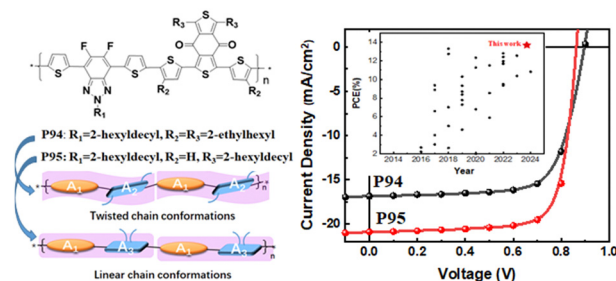 R₃ R₃
S
F F
S S S O O S S
N N
N
R₁
R₂ S R₂
* * n
P94: R₁=2-hexyldecyl, R₂=R₃=2-ethylhexyl
P95: R₁=2-hexyldecyl, R₂=H, R₃=2-hexyldecyl
* A₁ A₂ A₁ A₂ * n
Twisted chain conformations
* A₁ A₂ A₁ A₂ * n
Linear chain conformations
Current Density (mA/cm²)
0
-5
-10
-15
-20
P94
P95
0.0 0.2 0.4 0.6 0.8 1.0
Voltage (V)
PCE(%)
14
12
10
8
6
4
2
This work
2014 2016 2018 2020 2022 2024
Year